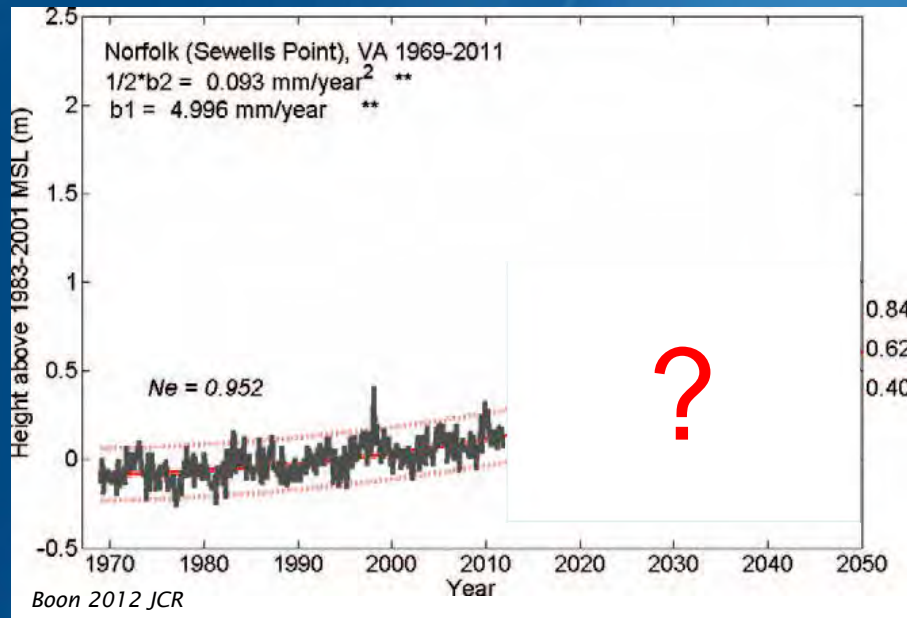 2.5
2
1.5
1
0.5
0
-0.5
Height above 1983-2001 MSL (m)
Norfolk (Sewells Point), VA 1969-2011
1/2*b2 = 0.093 mm/year² **
b1 = 4.996 mm/year **
Ne = 0.952
?
0.84
0.62
0.40
1970 1980 1990 2000 2010 2020 2030 2040 2050
Year
Boon 2012 JCR